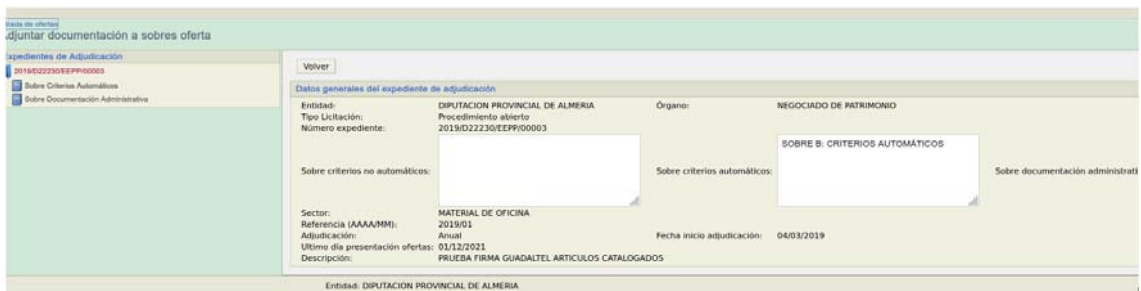 djuntar documentación a sobres oferta
xpedientes de Adjudicación
2019/D22230/EEPP/00003
Sobre Criterios Automáticos
Sobre Documentación Administrativa
Volver
Datos generales del expediente de adjudicación
Entidad: DIPUTACION PROVINCIAL DE ALMERIA Órgano: NEGOCIADO DE PATRIMONIO
Tipo Licitación: Procedimiento abierto
Número expediente: 2019/D22230/EEPP/00003
SOBRE B: CRITERIOS AUTOMÁTICOS
Sobre criterios no automáticos: Sobre criterios automáticos: Sobre documentación administrati
Sector: MATERIAL DE OFICINA
Referencia (AAAA/MM): 2019/01
Adjudicación: Anual Fecha inicio adjudicación: 04/03/2019
Ultimo día presentación ofertas: 01/12/2021
Descripción: PRUEBA FIRMA GUADALTEL ARTICULOS CATALOGADOS
Entidad: DIPUTACION PROVINCIAL DE ALMERIA